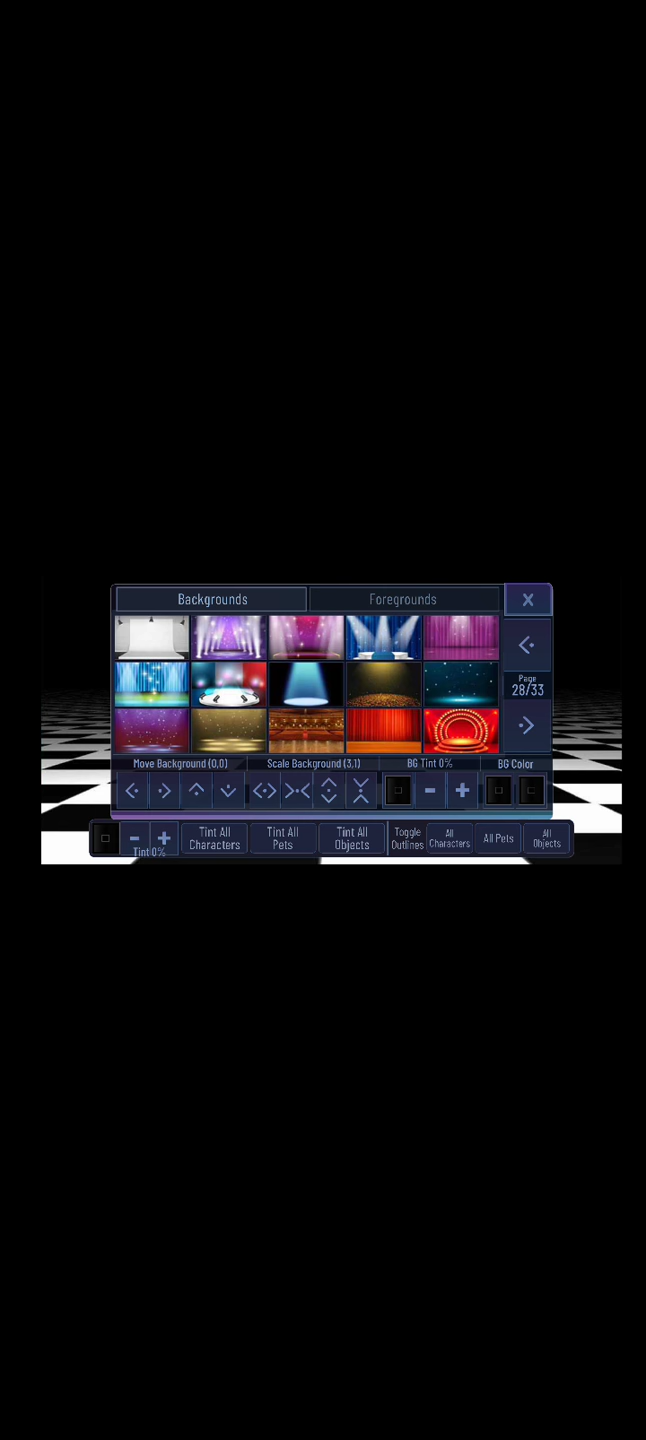 Backgrounds
Foregrounds
X
Page
28/33
Move Background (0,0)
Scale Background (3,1)
BG Tint 0%
BG Color
Tint 0%
Tint All
Characters
Tint All
Pets
Tint All
Objects
Toggle
Outlines
All
Characters
All Pets
All
Objects